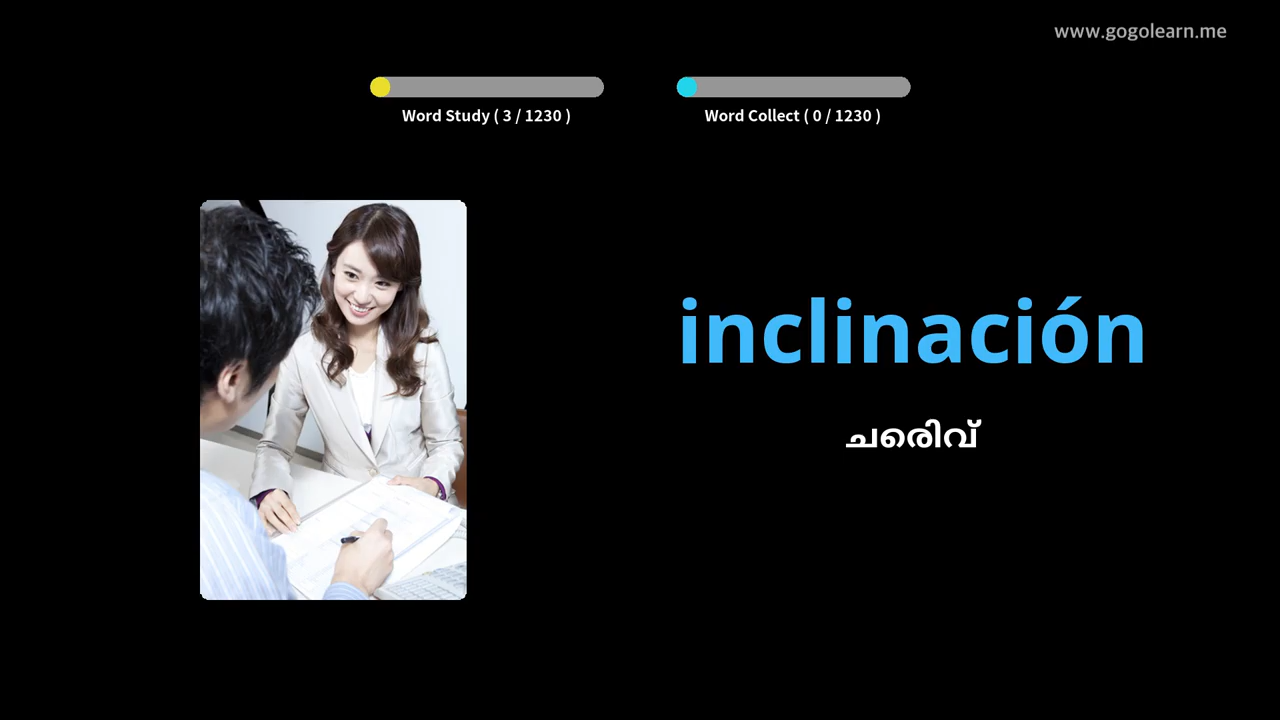 www.gogolearn.me
Word Study ( 3 / 1230 )
Word Collect ( 0 / 1230 )
inclinación
ചരെിവ്